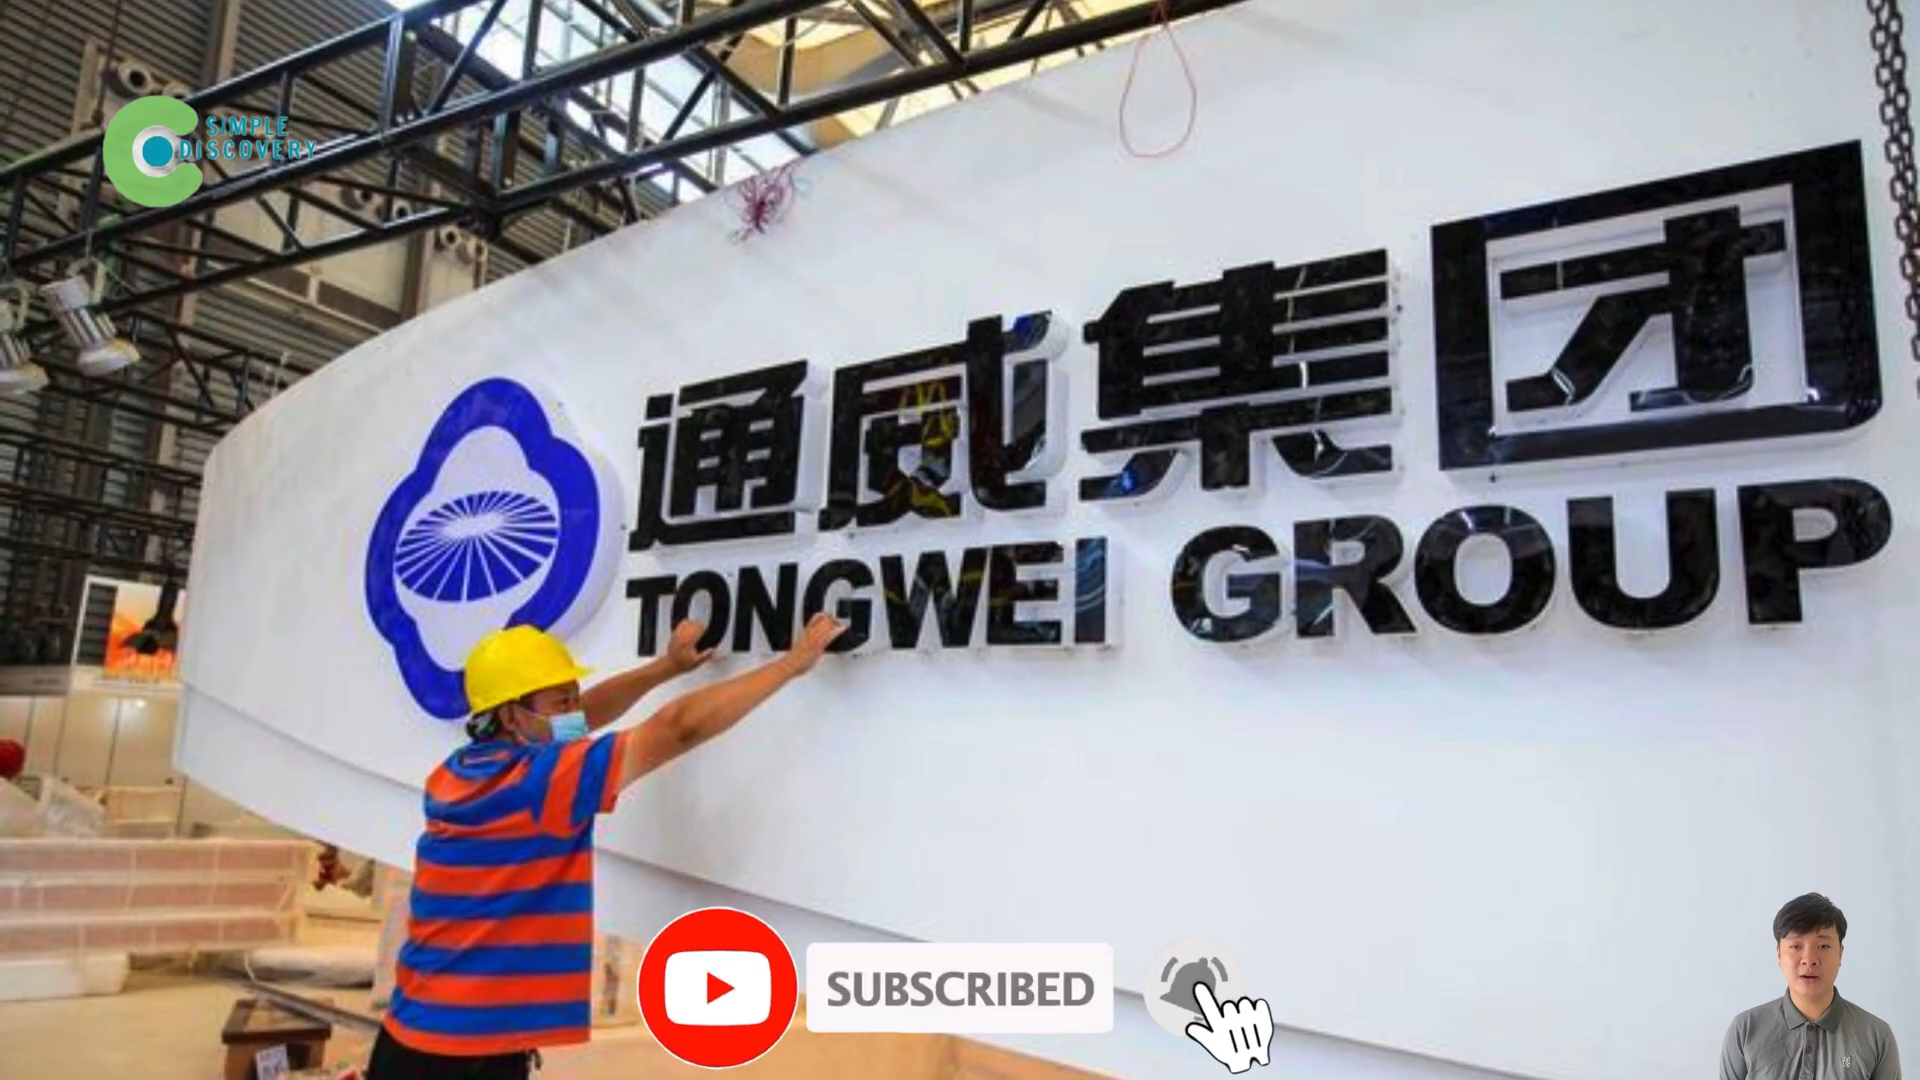 SIMPLE
DISCOVERY
通威集团
TONGWEI GROUP
SUBSCRIBED